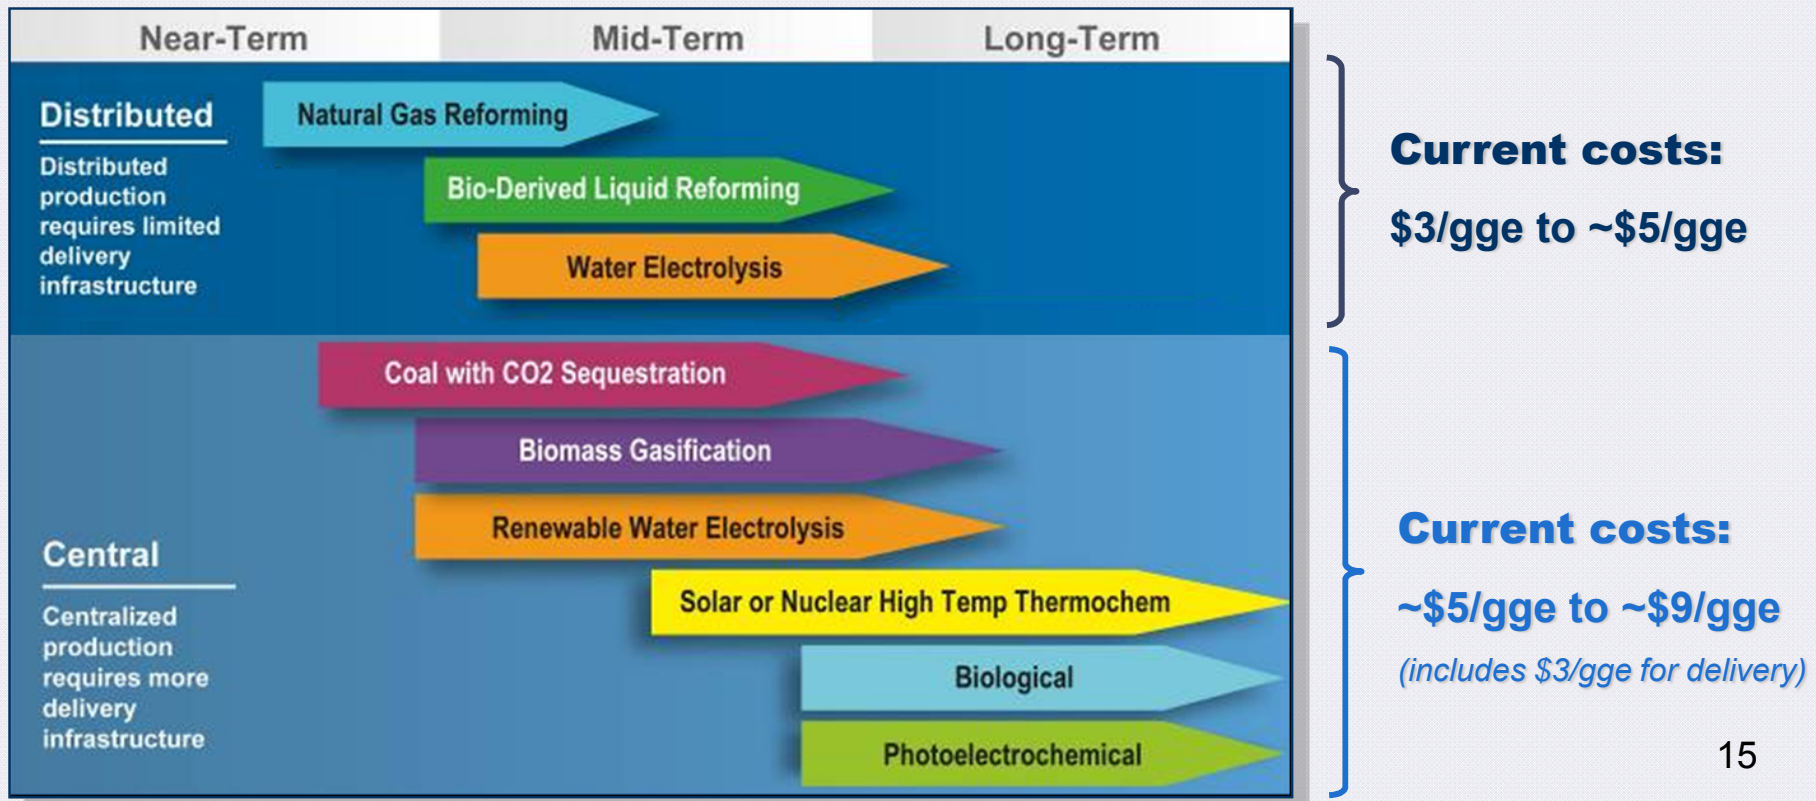 Near-Term
Mid-Term
Long-Term
Distributed
Distributed
production
requires limited
delivery
infrastructure
Natural Gas Reforming
Bio-Derived Liquid Reforming
Water Electrolysis
Current costs:
$3/gge to ~$5/gge
Coal with CO2 Sequestration
Biomass Gasification
Renewable Water Electrolysis
Central
Centralized
production
requires more
delivery
infrastructure
Solar or Nuclear High Temp Thermochem
Biological
Photoelectrochemical
Current costs:
~$5/gge to ~$9/gge
(includes $3/gge for delivery)
15